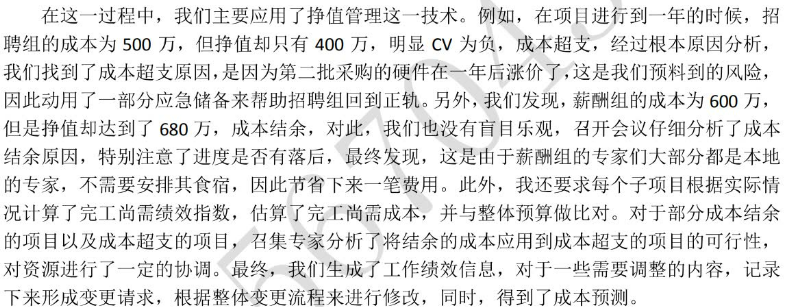 在这一过程中，我们主要应用了挣值管理这一技术。例如，在项目进行到一年的时候，招
聘组的成本为 500 万，但挣值却只有 400 万，明显 CV 为负，成本超支，经过根本原因分析，
我们找到了成本超支原因，是因为第二批采购的硬件在一年后涨价了，这是我们预料到的风险，
因此动用了一部分应急储备来帮助招聘组回到正轨。另外，我们发现，薪酬组的成本为 600 万，
但是挣值却达到了 680 万，成本结余，对此，我们也没有盲目乐观，召开会议仔细分析了成本
结余原因，特别注意了进度是否有落后，最终发现，这是由于薪酬组的专家们大部分都是本地
的专家，不需要安排其食宿，因此节省下来一笔费用。此外，我还要求每个子项目根据实际情
况计算了完工尚需绩效指数，估算了完工尚需成本，并与整体预算做比对。对于部分成本结余
的项目以及成本超支的项目，召集专家分析了将结余的成本应用到成本超支的项目的可行性，
对资源进行了一定的协调。最终，我们生成了工作绩效信息，对于一些需要调整的内容，记录
下来形成变更请求，根据整体变更流程来进行修改，同时，得到了成本预测。